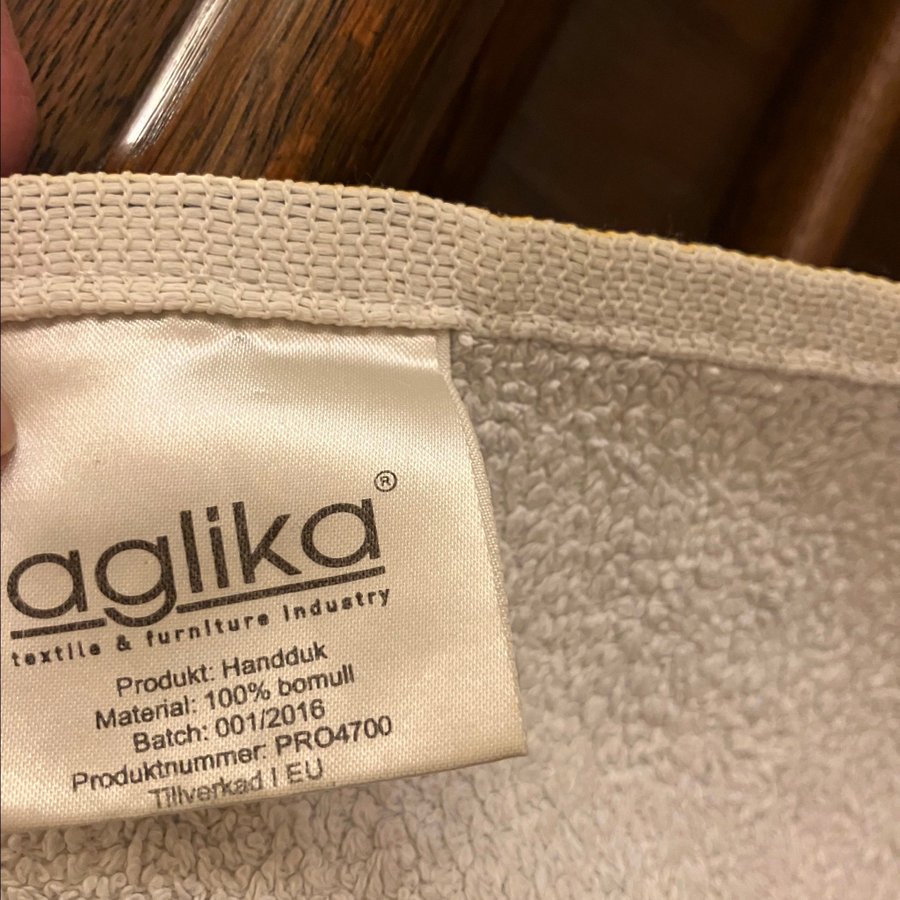 aglika®
textile & furniture industry
Produkt: Handduk
Material: 100% bomull
Batch: 001/2016
Produktnummer: PRO4700
Tillverkad I EU